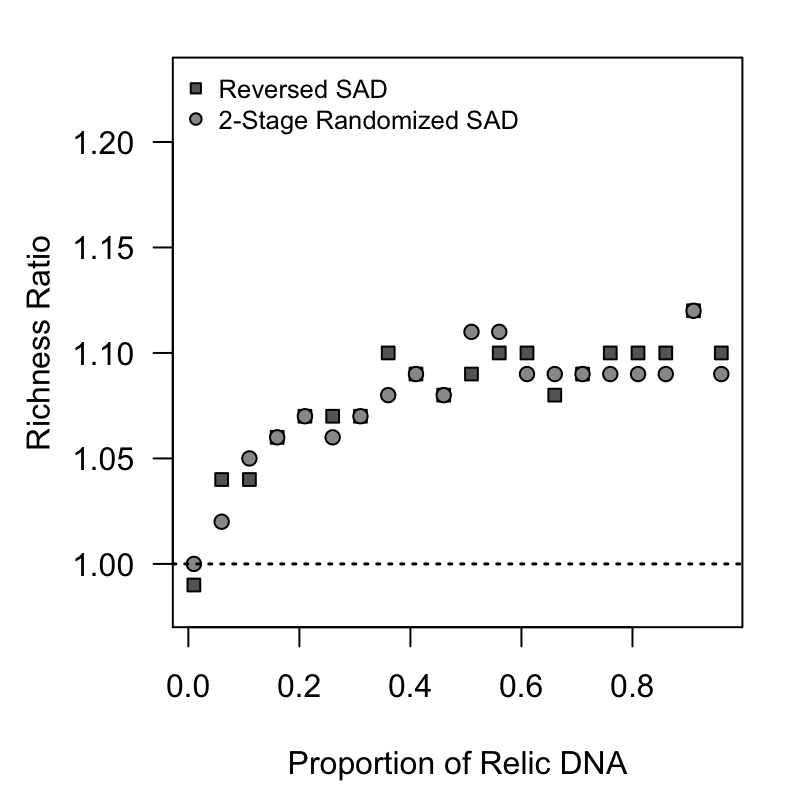 Reversed SAD
2-Stage Randomized SAD
Richness Ratio
1.20
1.15
1.10
1.05
1.00
0.0 0.2 0.4 0.6 0.8
Proportion of Relic DNA